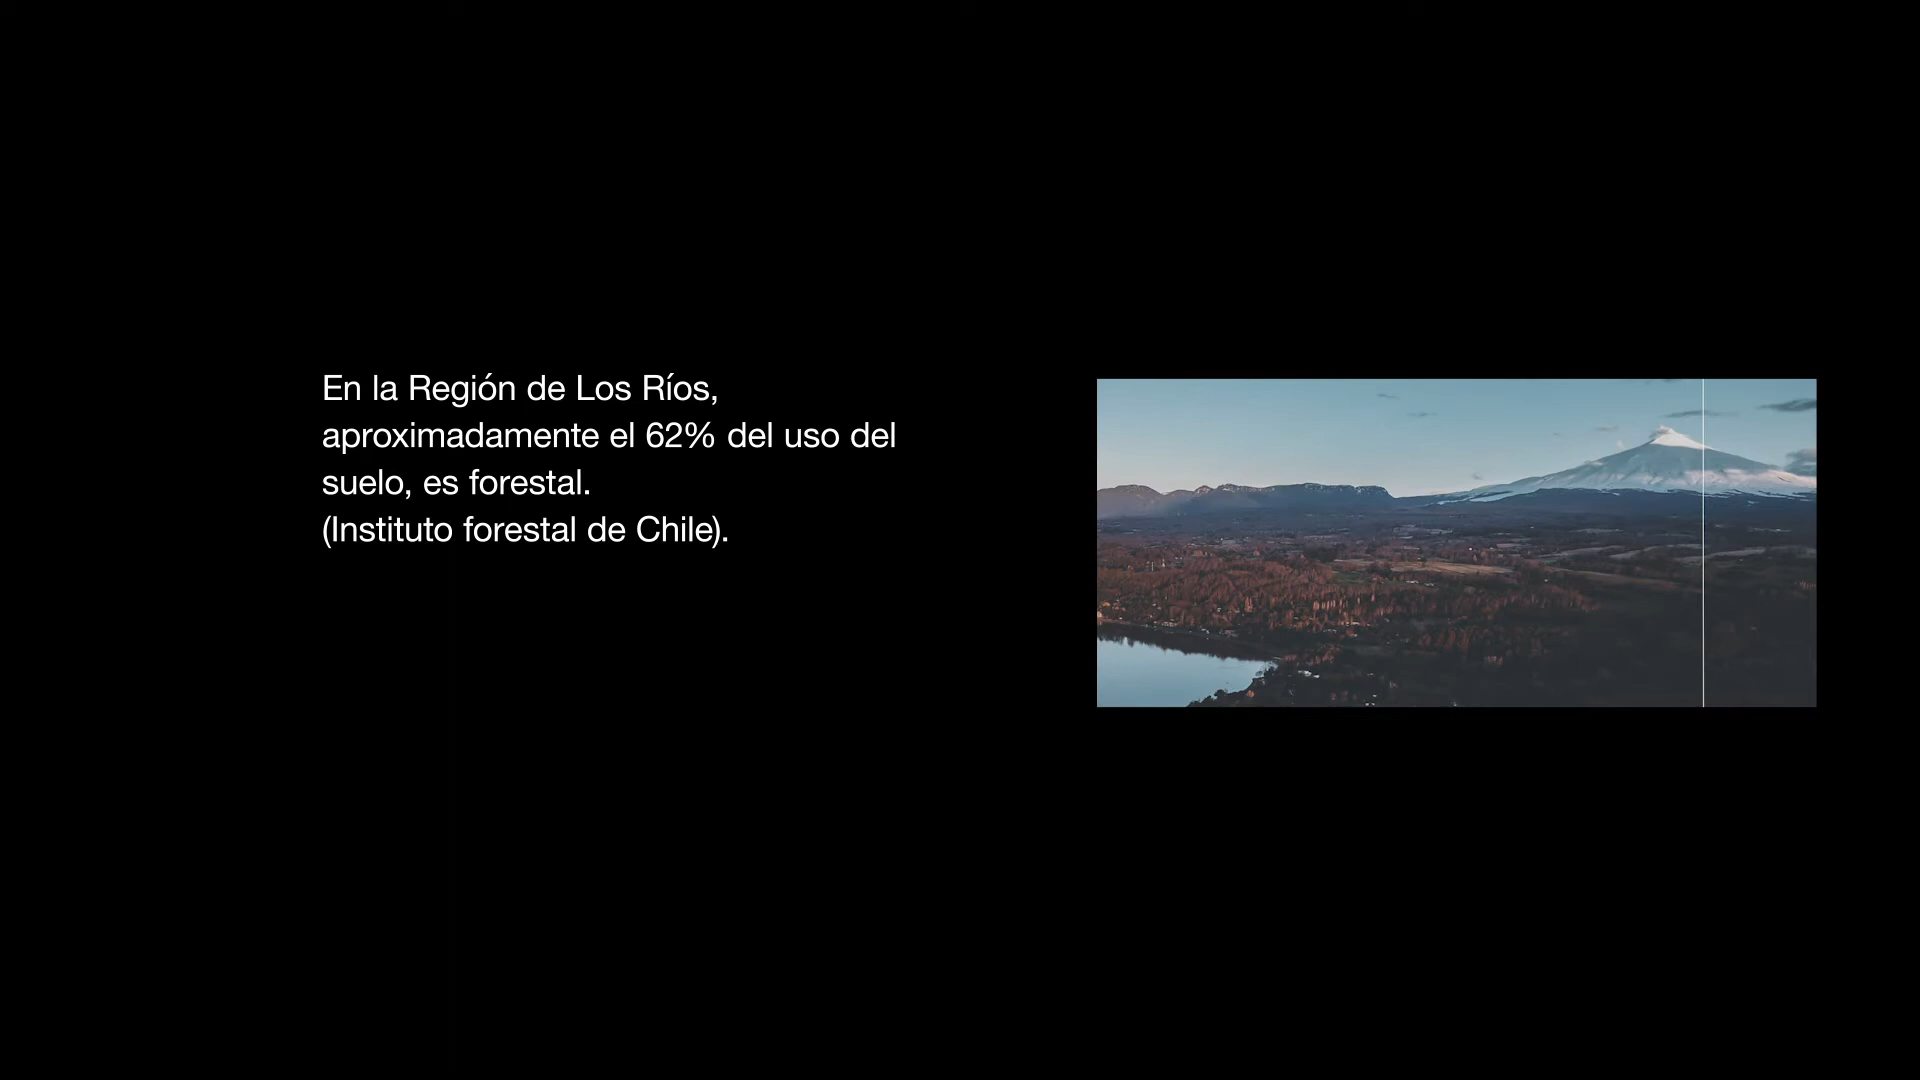 En la Región de Los Ríos,
aproximadamente el 62% del uso del
suelo, es forestal.
(Instituto forestal de Chile).